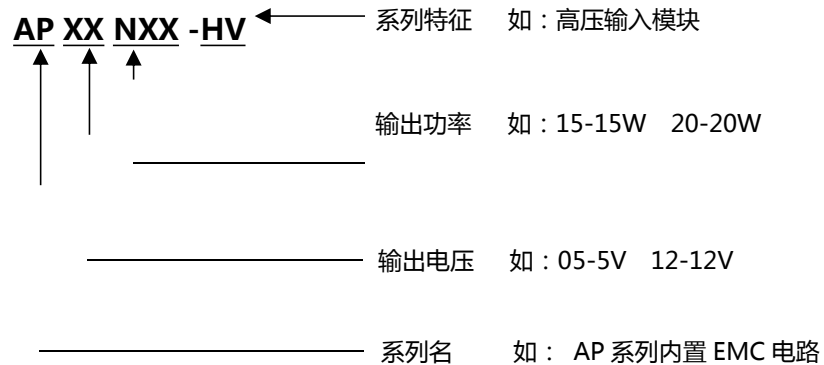 系列特征 如：高压输入模块
AP XX NXX -HV
输出功率 如：15-15W 20-20W
输出电压 如：05-5V 12-12V
系列名 如： AP 系列内置 EMC 电路